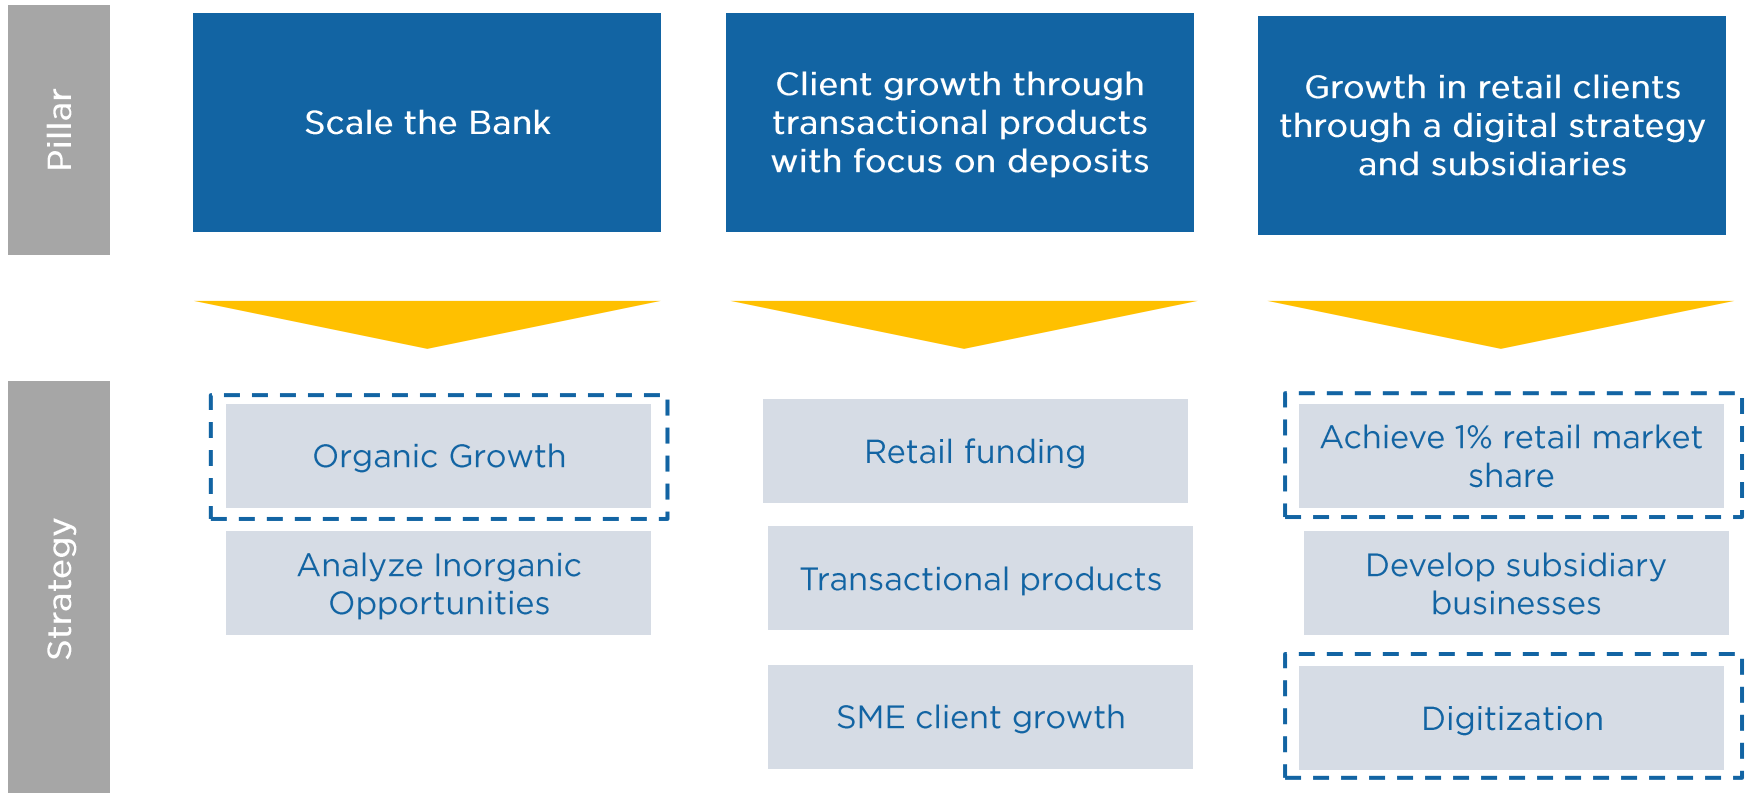 Pillar
Scale the Bank
Client growth through
transactional products
with focus on deposits
Growth in retail clients
through a digital strategy
and subsidiaries
Strategy
Organic Growth
Analyze Inorganic
Opportunities
Retail funding
Transactional products
SME client growth
Achieve 1% retail market
share
Develop subsidiary
businesses
Digitization